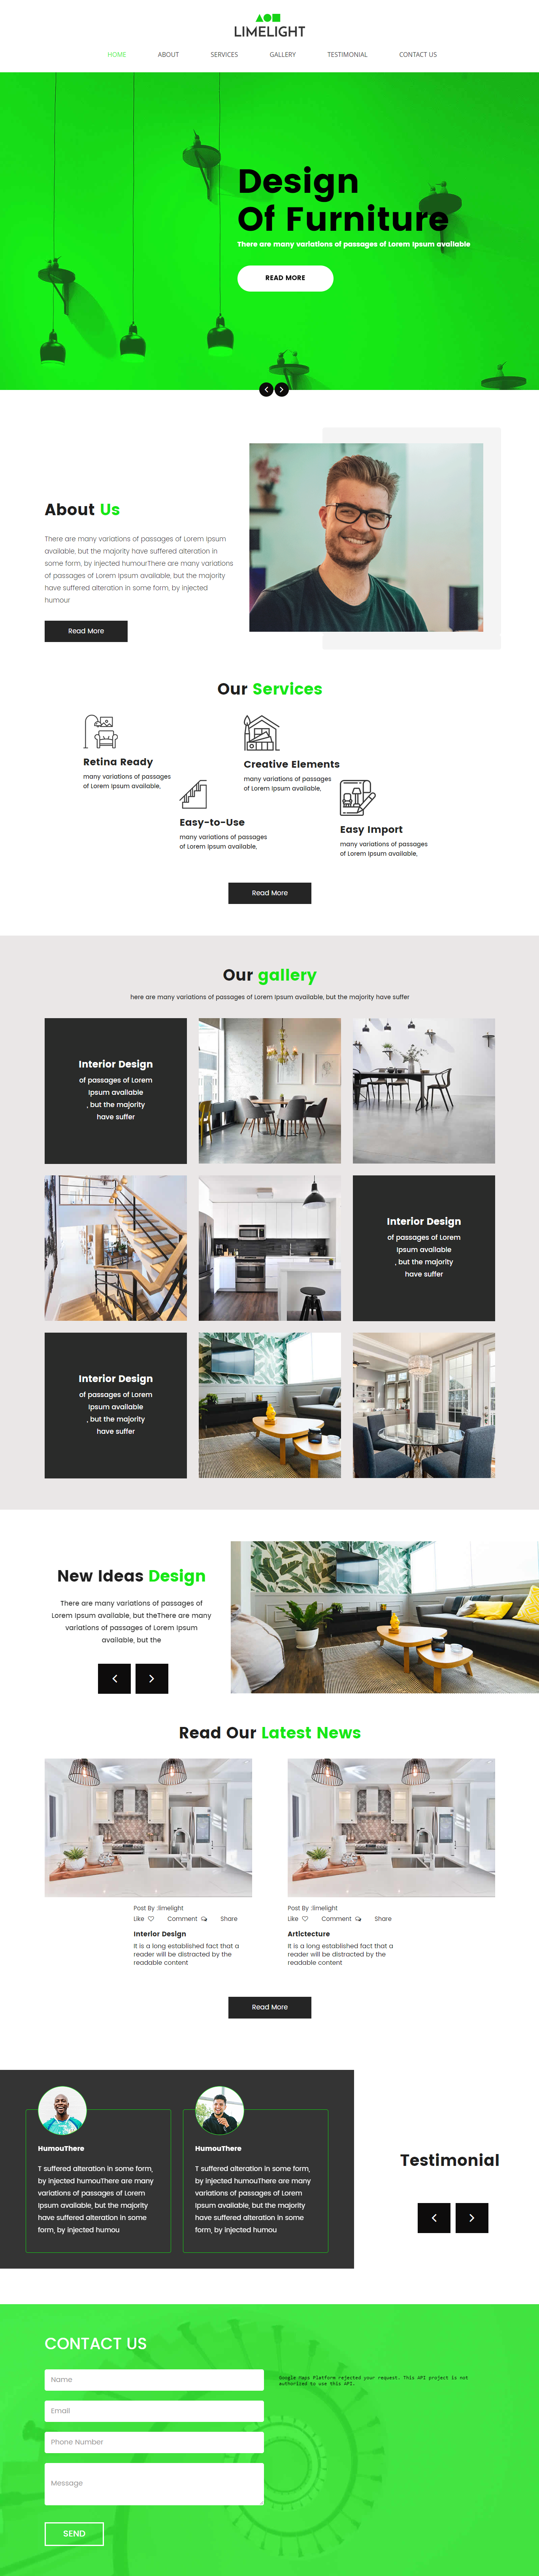 LIMELIGHT
HOME ABOUT SERVICES GALLERY TESTIMONIAL CONTACT US
Design
Of Furniture
There are many variations of passages of Lorem Ipsum available
READ MORE
About Us
There are many variations of passages of Lorem Ipsum
available, but the majority have suffered alteration in
some form, by injected humourThere are many variations
of passages of Lorem Ipsum available, but the majority
have suffered alteration in some form, by injected
humour
Read More
Our Services
Retina Ready
many variations of passages
of Lorem Ipsum available,
Easy-to-Use
many variations of passages
of Lorem Ipsum available,
Creative Elements
many variations of passages
of Lorem Ipsum available,
Easy Import
many variations of passages
of Lorem Ipsum available,
Read More
Our gallery
here are many variations of passages of Lorem Ipsum available, but the majority have suffer
Interior Design
of passages of Lorem
Ipsum available
, but the majority
have suffer
Interior Design
of passages of Lorem
Ipsum available
, but the majority
have suffer
Interior Design
of passages of Lorem
Ipsum available
, but the majority
have suffer
New Ideas Design
There are many variations of passages of
Lorem Ipsum available, but theThere are many
variations of passages of Lorem Ipsum
available, but the
Read Our Latest News
Post By :limelight
Like Comment Share
Interior Design
It is a long established fact that a
reader will be distracted by the
readable content
Post By :limelight
Like Comment Share
Artictecture
It is a long established fact that a
reader will be distracted by the
readable content
Read More
HumouThere
T suffered alteration in some form,
by injected humouThere are many
variations of passages of Lorem
Ipsum available, but the majority
have suffered alteration in some
form, by injected humou
HumouThere
T suffered alteration in some form,
by injected humouThere are many
variations of passages of Lorem
Ipsum available, but the majority
have suffered alteration in some
form, by injected humou
Testimonial
CONTACT US
Name
Email
Phone Number
Message
SEND
Google Maps Platform rejected your request. This API project is not
authorized to use this API.